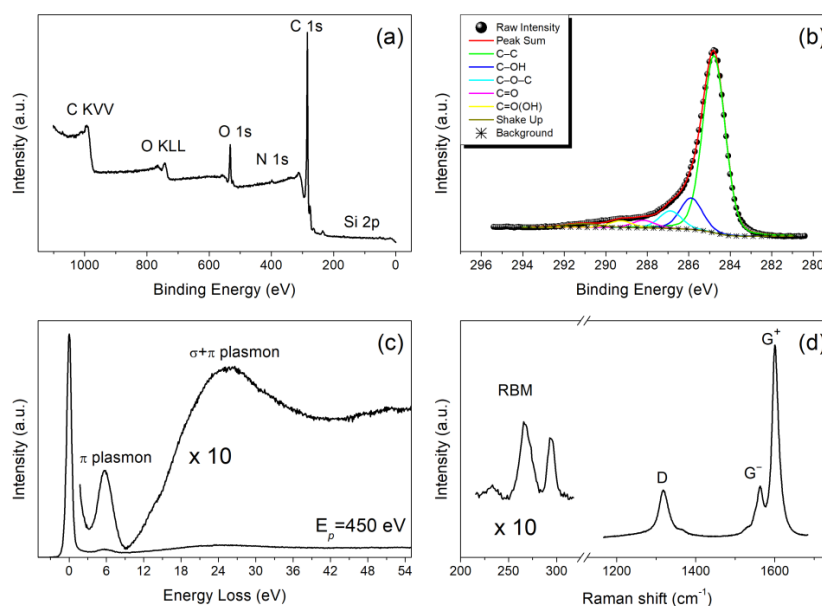 (a)
C 1s
C KVV
O KLL
O 1s
N 1s
Si 2p
Intensity (a.u.)
1000 800 600 400 200 0
Binding Energy (eV)
(b)
Raw Intensity
Peak Sum
C–C
C–OH
C–O–C
C=O
C=O(OH)
Shake Up
Background
Intensity (a.u.)
296 294 292 290 288 286 284 282 280
Binding Energy (eV)
(c)
σ+π plasmon
π plasmon
x 10
Eₚ=450 eV
Intensity (a.u.)
0 6 12 18 24 30 36 42 48 54
Energy Loss (eV)
(d)
G⁺
RBM
D
G⁻
x 10
Intensity (a.u.)
200 250 300 1200 1400 1600
Raman shift (cm⁻¹)